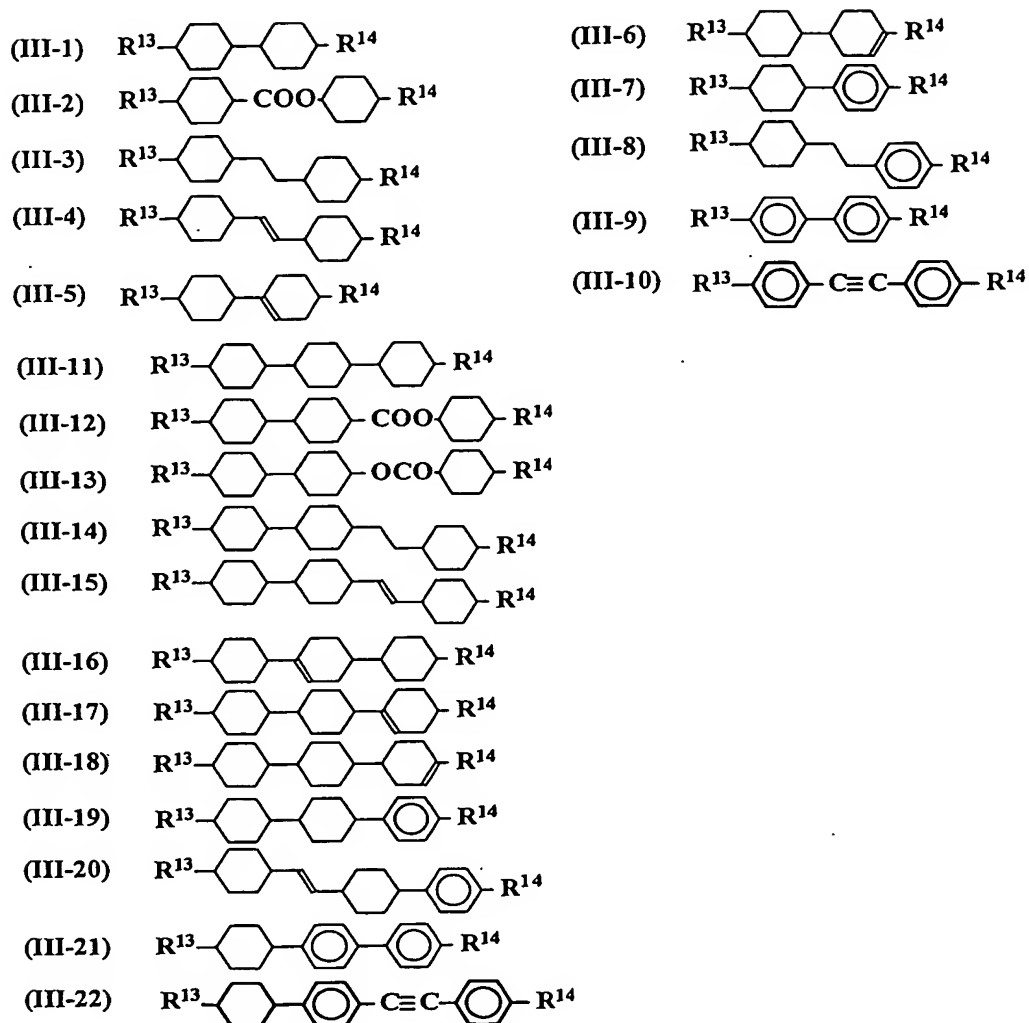 (III-1) R¹³ R¹⁴
(III-2) R¹³ COO R¹⁴
(III-3) R¹³ R¹⁴
(III-4) R¹³ R¹⁴
(III-5) R¹³ R¹⁴
(III-6) R¹³ R¹⁴
(III-7) R¹³ R¹⁴
(III-8) R¹³ R¹⁴
(III-9) R¹³ R¹⁴
(III-10) R¹³ C≡C R¹⁴
(III-11) R¹³ R¹⁴
(III-12) R¹³ COO R¹⁴
(III-13) R¹³ OCO R¹⁴
(III-14) R¹³ R¹⁴
(III-15) R¹³ R¹⁴
(III-16) R¹³ R¹⁴
(III-17) R¹³ R¹⁴
(III-18) R¹³ R¹⁴
(III-19) R¹³ R¹⁴
(III-20) R¹³ R¹⁴
(III-21) R¹³ R¹⁴
(III-22) R¹³ C≡C R¹⁴